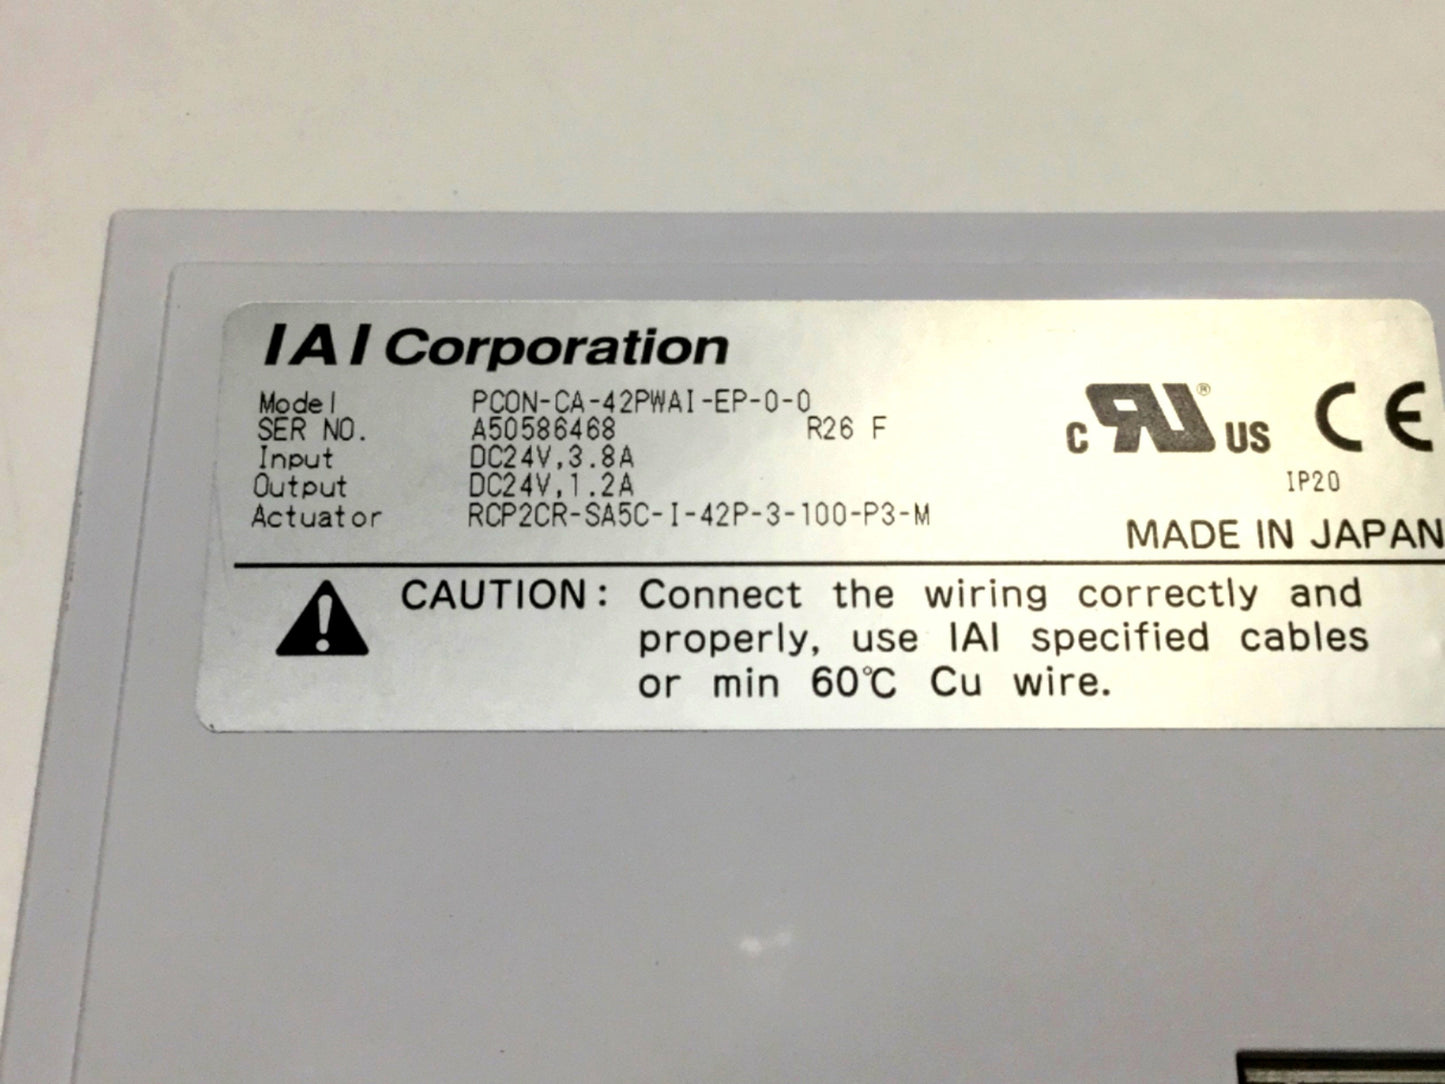 IAI Corporation
Model PCON-CA-42PWAI-EP-0-0
SER NO. A50586468 R26 F
Input DC24V,3.8A
Output DC24V,1.2A
Actuator RCP2CR-SA5C-I-42P-3-100-P3-M
c RU ® US CE
IP20
MADE IN JAPAN
CAUTION: Connect the wiring correctly and
properly, use IAI specified cables
or min 60℃ Cu wire.